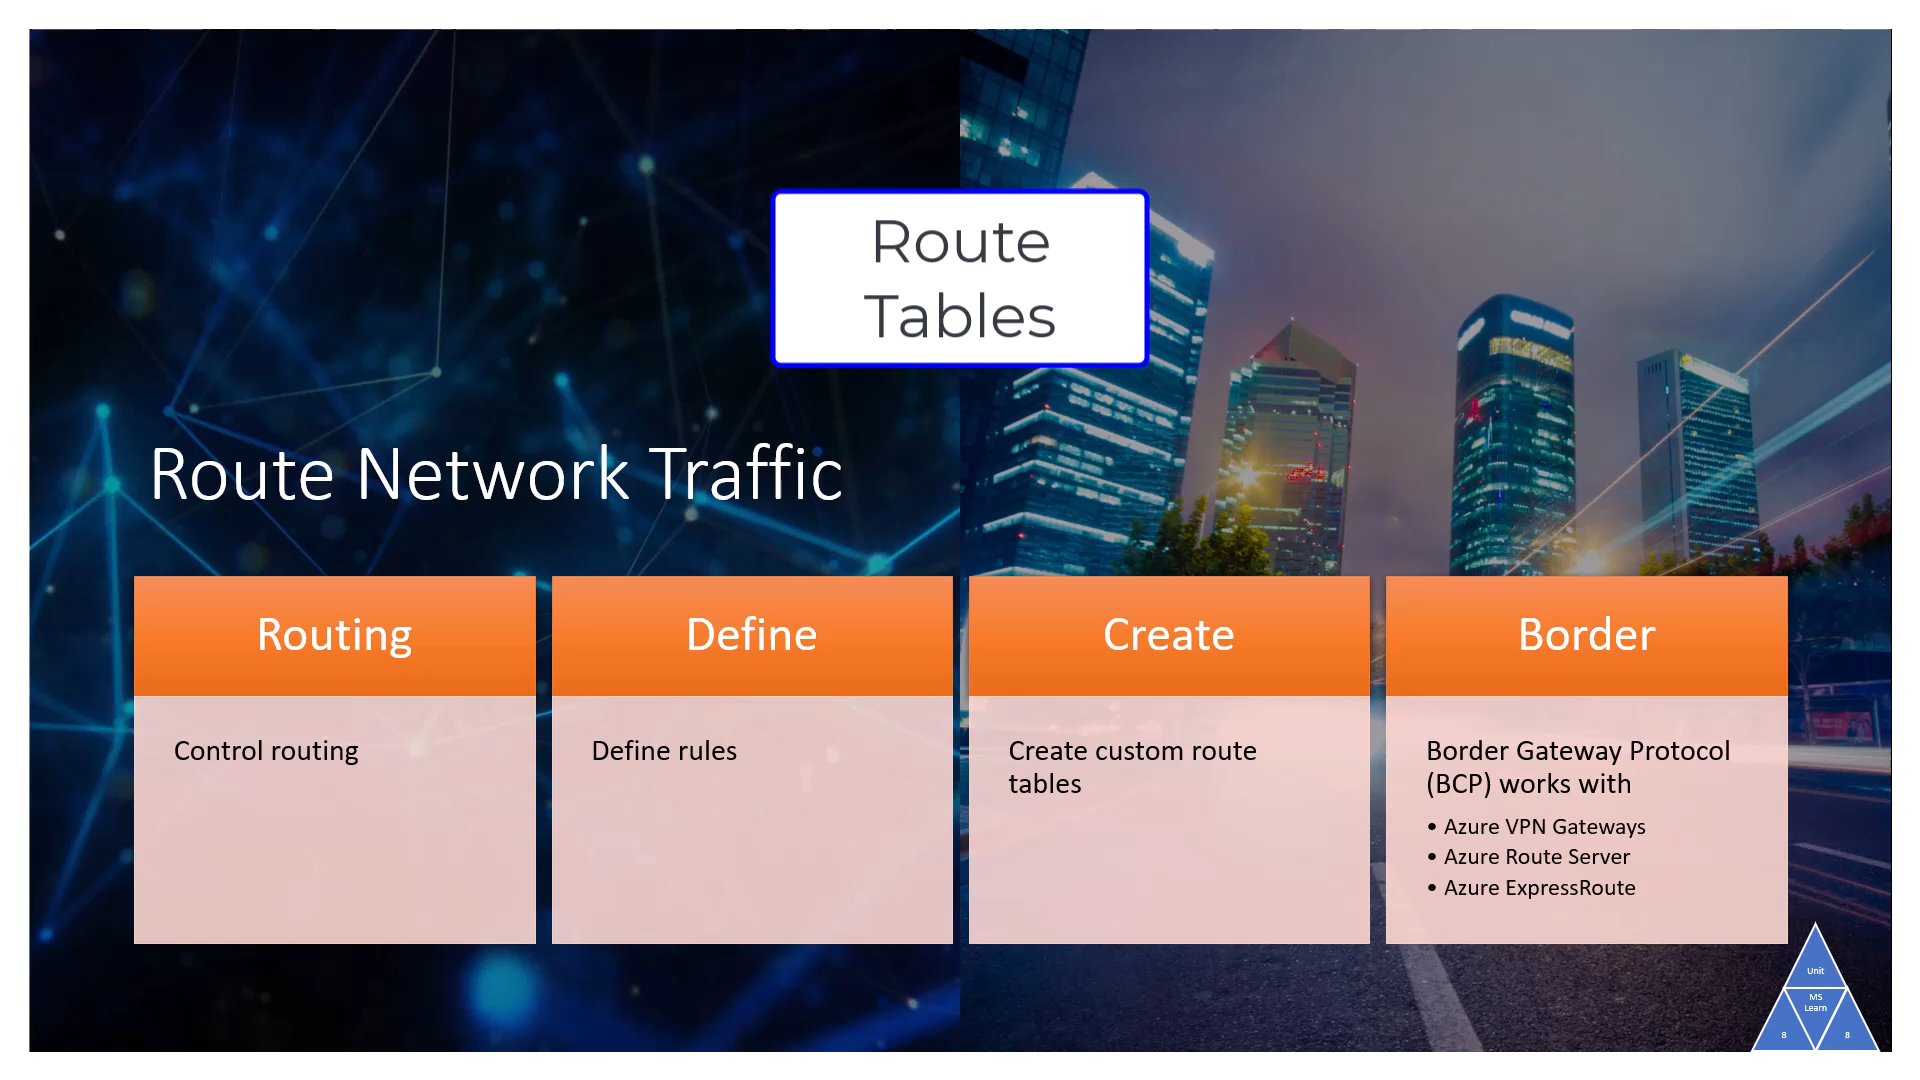 Route
Tables
Route Network Traffic
Routing
Define
Create
Border
Control routing
Define rules
Create custom route
tables
Border Gateway Protocol
(BCP) works with
• Azure VPN Gateways
• Azure Route Server
• Azure ExpressRoute
Unit
MS
Learn
8
8